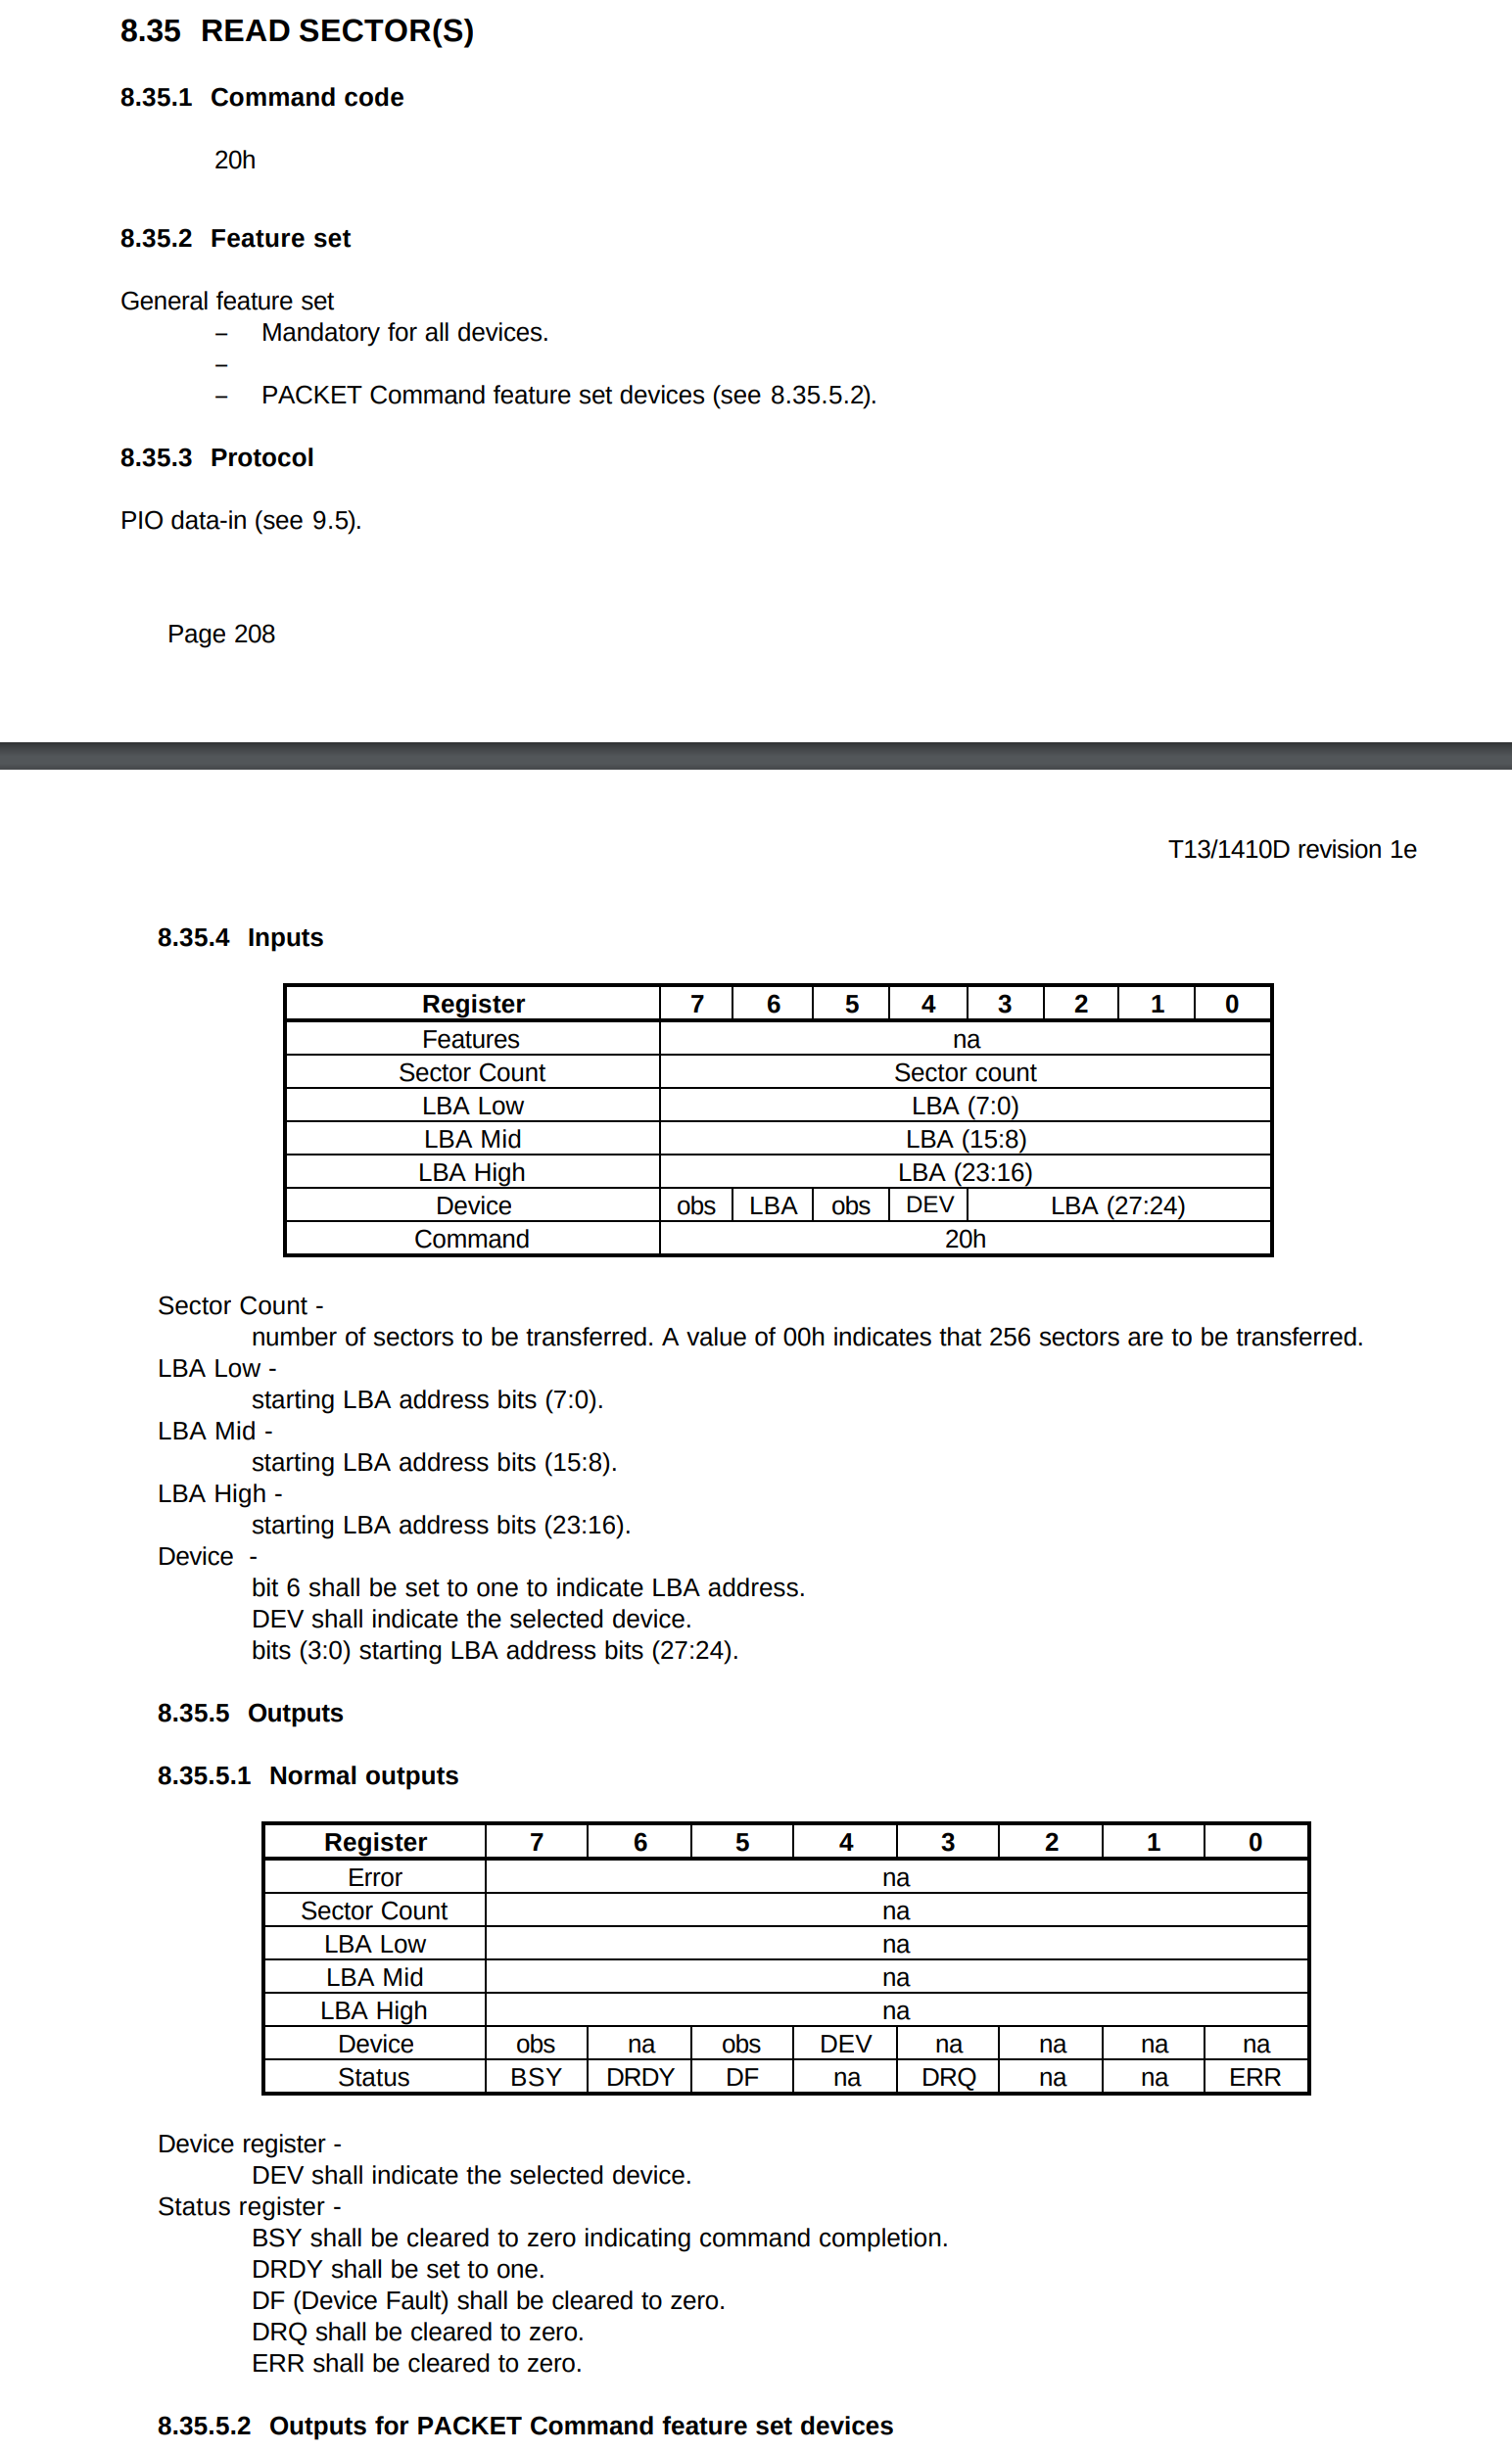 8.35 READ SECTOR(S)
8.35.1 Command code
20h
8.35.2 Feature set
General feature set
– Mandatory for all devices.
–
– PACKET Command feature set devices (see 8.35.5.2).
8.35.3 Protocol
PIO data-in (see 9.5).
Page 208
T13/1410D revision 1e
8.35.4 Inputs
Register 7 6 5 4 3 2 1 0
Features na
Sector Count Sector count
LBA Low LBA (7:0)
LBA Mid LBA (15:8)
LBA High LBA (23:16)
Device obs LBA obs DEV LBA (27:24)
Command 20h
Sector Count -
number of sectors to be transferred. A value of 00h indicates that 256 sectors are to be transferred.
LBA Low -
starting LBA address bits (7:0).
LBA Mid -
starting LBA address bits (15:8).
LBA High -
starting LBA address bits (23:16).
Device -
bit 6 shall be set to one to indicate LBA address.
DEV shall indicate the selected device.
bits (3:0) starting LBA address bits (27:24).
8.35.5 Outputs
8.35.5.1 Normal outputs
Register 7 6 5 4 3 2 1 0
Error na
Sector Count na
LBA Low na
LBA Mid na
LBA High na
Device obs na obs DEV na na na na
Status BSY DRDY DF na DRQ na na ERR
Device register -
DEV shall indicate the selected device.
Status register -
BSY shall be cleared to zero indicating command completion.
DRDY shall be set to one.
DF (Device Fault) shall be cleared to zero.
DRQ shall be cleared to zero.
ERR shall be cleared to zero.
8.35.5.2 Outputs for PACKET Command feature set devices